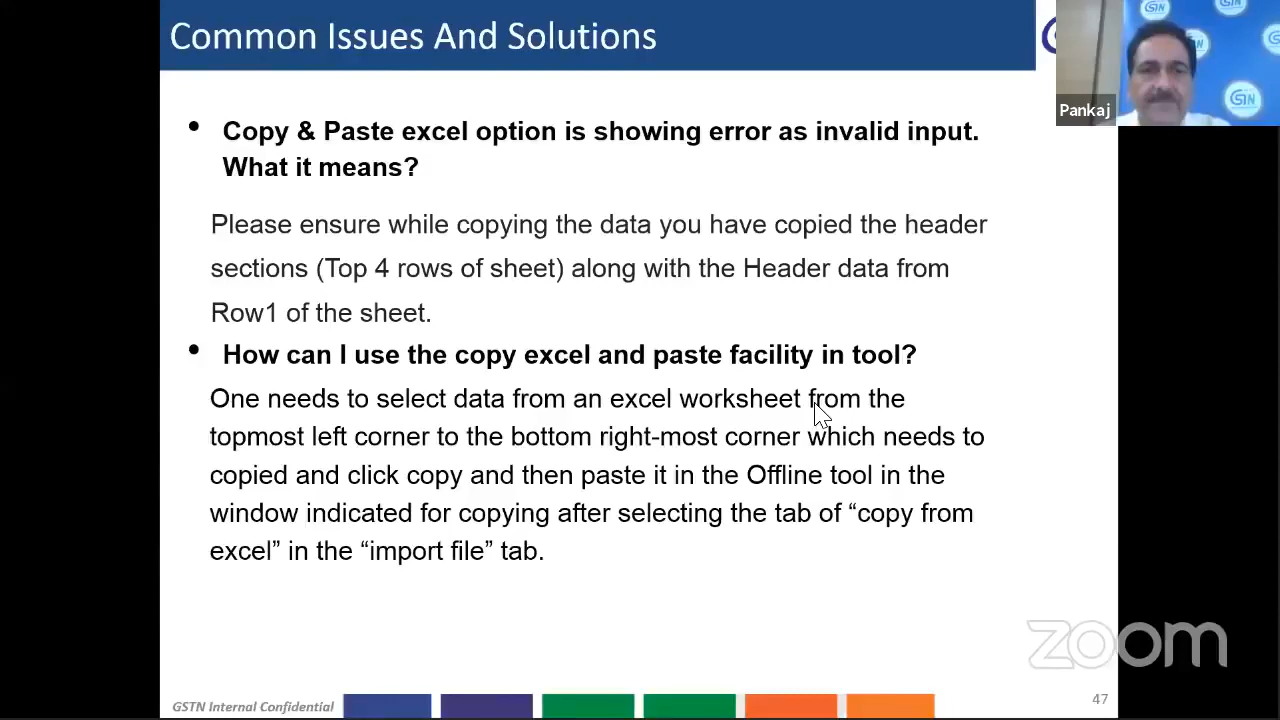 Common Issues And Solutions
Pankaj
GSTN
• Copy & Paste excel option is showing error as invalid input.
What it means?
Please ensure while copying the data you have copied the header
sections (Top 4 rows of sheet) along with the Header data from
Row1 of the sheet.
• How can I use the copy excel and paste facility in tool?
One needs to select data from an excel worksheet from the
topmost left corner to the bottom right-most corner which needs to
copied and click copy and then paste it in the Offline tool in the
window indicated for copying after selecting the tab of “copy from
excel” in the “import file” tab.
zoom
GSTN Internal Confidential
47